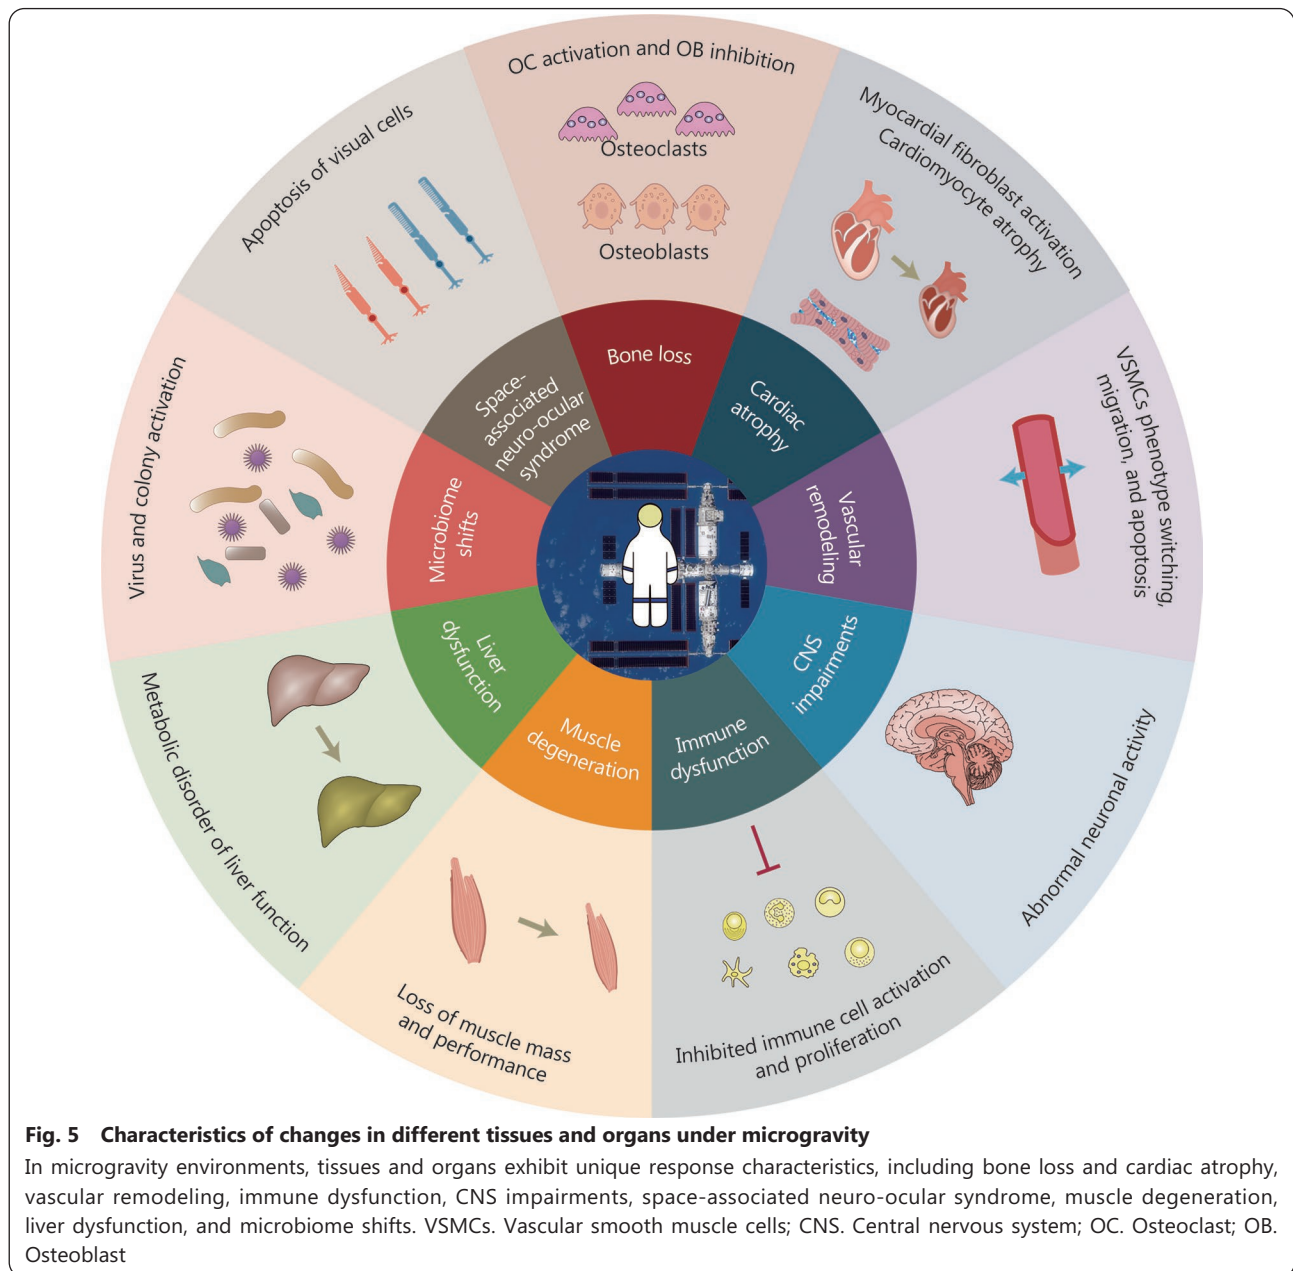 OC activation and OB inhibition
Osteoclasts
Osteoblasts
Bone loss
Myocardial fibroblast activation
Cardiomyocyte atrophy
Cardiac
atrophy
VSMCs phenotype switching,
migration, and apoptosis
Vascular
remodeling
Abnormal neuronal activity
CNS
impairments
Inhibited immune cell activation
and proliferation
Immune
dysfunction
Loss of muscle mass
and performance
Muscle
degeneration
Metabolic disorder of liver function
Liver
dysfunction
Virus and colony activation
Microbiome
shifts
Apoptosis of visual cells
Space-
associated
neuro-ocular
syndrome
Fig. 5 Characteristics of changes in different tissues and organs under microgravity
In microgravity environments, tissues and organs exhibit unique response characteristics, including bone loss and cardiac atrophy,
vascular remodeling, immune dysfunction, CNS impairments, space-associated neuro-ocular syndrome, muscle degeneration,
liver dysfunction, and microbiome shifts. VSMCs. Vascular smooth muscle cells; CNS. Central nervous system; OC. Osteoclast; OB.
Osteoblast